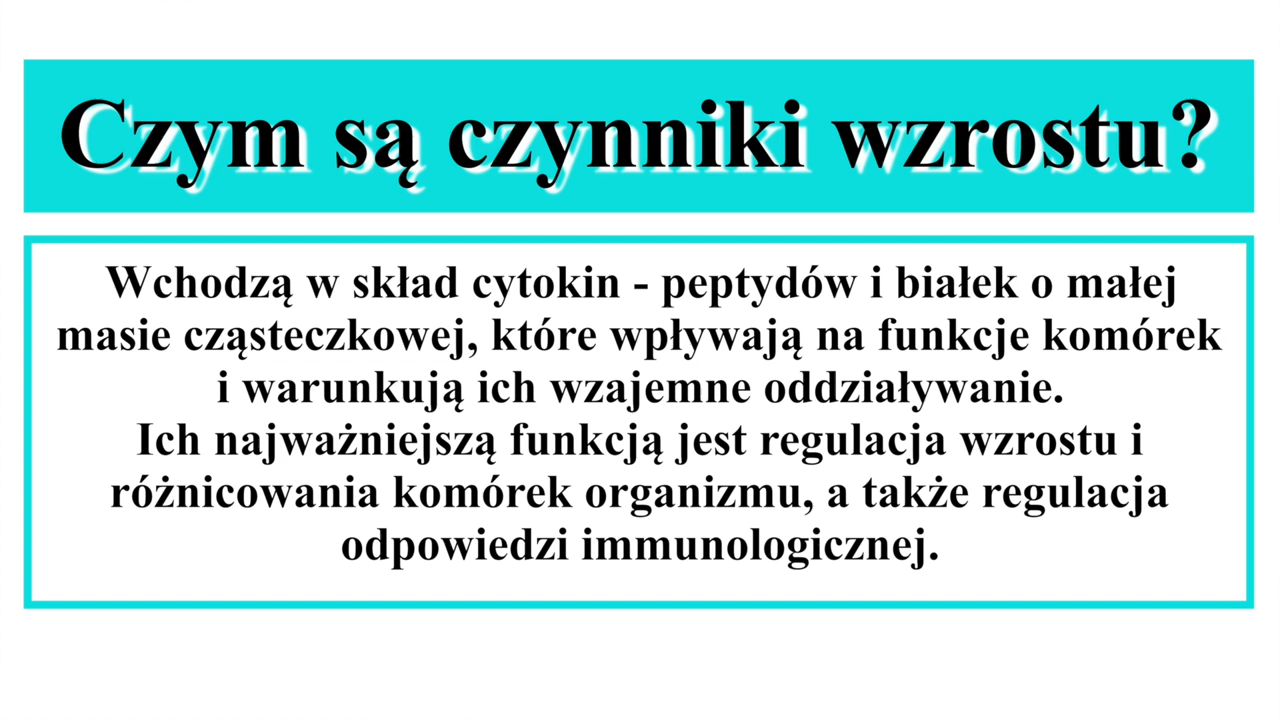 Czym są czynniki wzrostu?
Wchodzą w skład cytokin - peptydów i białek o małej
masie cząsteczkowej, które wpływają na funkcje komórek
i warunkują ich wzajemne oddziaływanie.
Ich najważniejszą funkcją jest regulacja wzrostu i
różnicowania komórek organizmu, a także regulacja
odpowiedzi immunologicznej.